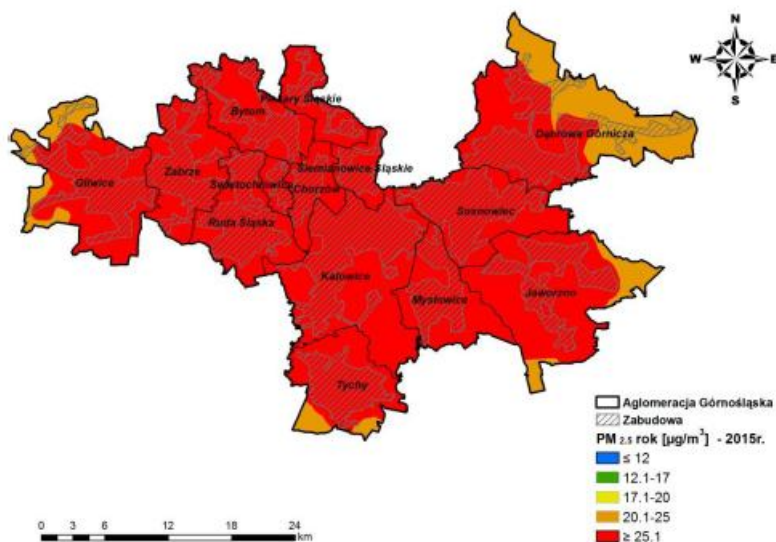 N
W E
S
Piekary Śląskie
Bytom
Dąbrowa Górnicza
Siemianowice Śląskie
Gliwice
Zabrze
Świętochłowice
Chorzów
Sosnowiec
Ruda Śląska
Katowice
Mysłowice
Jaworzno
Tychy
Aglomeracja Górnośląska
Zabudowa
PM 2.5 rok [µg/m³] - 2015r.
≤ 12
12.1-17
17.1-20
20.1-25
≥ 25.1
0 3 6 12 18 24
km